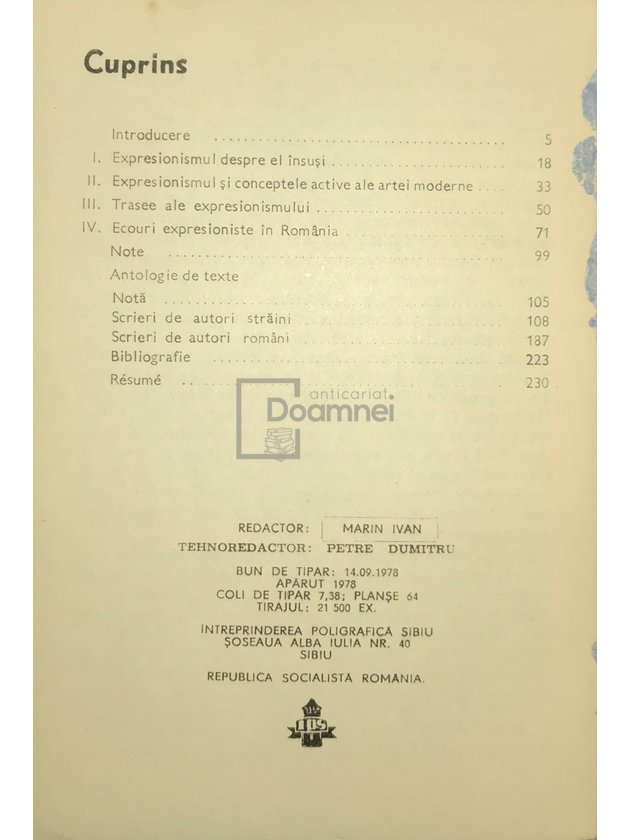 Cuprins
Introducere .......... 5
I. Expresionismul despre el însuși .......... 18
II. Expresionismul și conceptele active ale artei moderne .... 33
III. Trasee ale expresionismului .......... 50
IV. Ecouri expresioniste în România .......... 71
Note .......... 99
Antologie de texte
Notă .......... 105
Scrieri de autori străini .......... 108
Scrieri de autori români .......... 187
Bibliografie .......... 223
Résumé .......... 230
anticariat
Doamnei
REDACTOR: MARIN IVAN
TEHNOREDACTOR: PETRE DUMITRU
BUN DE TIPAR: 14.09.1978
APĂRUT 1978
COLI DE TIPAR 7,38; PLANȘE 64
TIRAJUL: 21 500 EX.
ÎNTREPRINDEREA POLIGRAFICĂ SIBIU
ȘOSEAUA ALBA IULIA NR. 40
SIBIU
REPUBLICA SOCIALISTĂ ROMÂNIA.